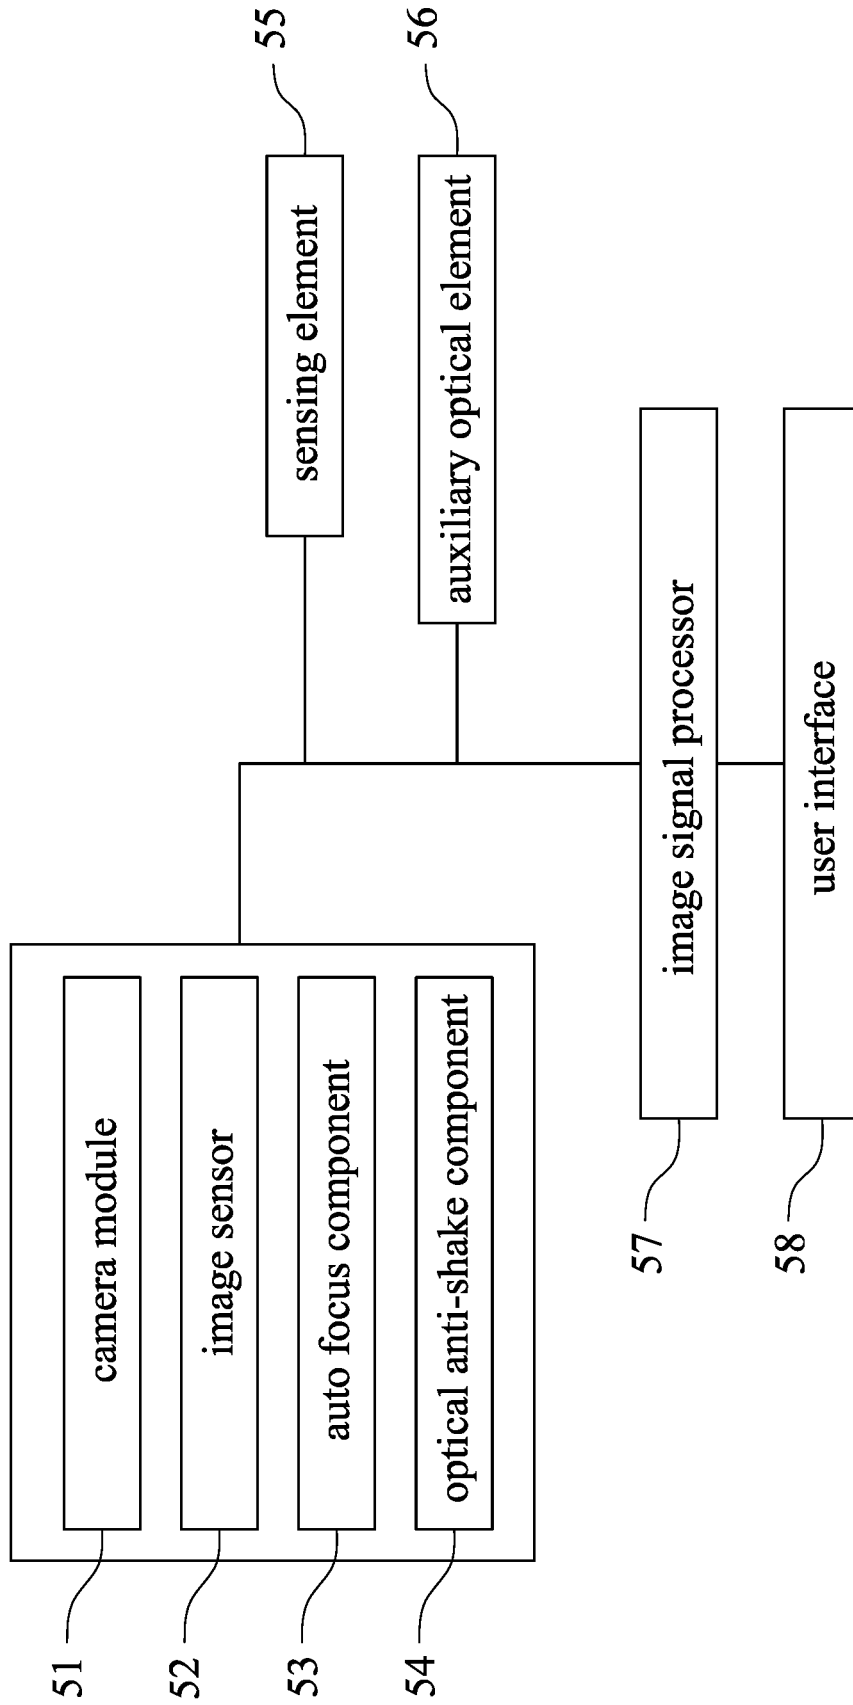 51
camera module
52
image sensor
53
auto focus component
54
optical anti-shake component
sensing element
55
auxiliary optical element
56
57
image signal processor
58
user interface